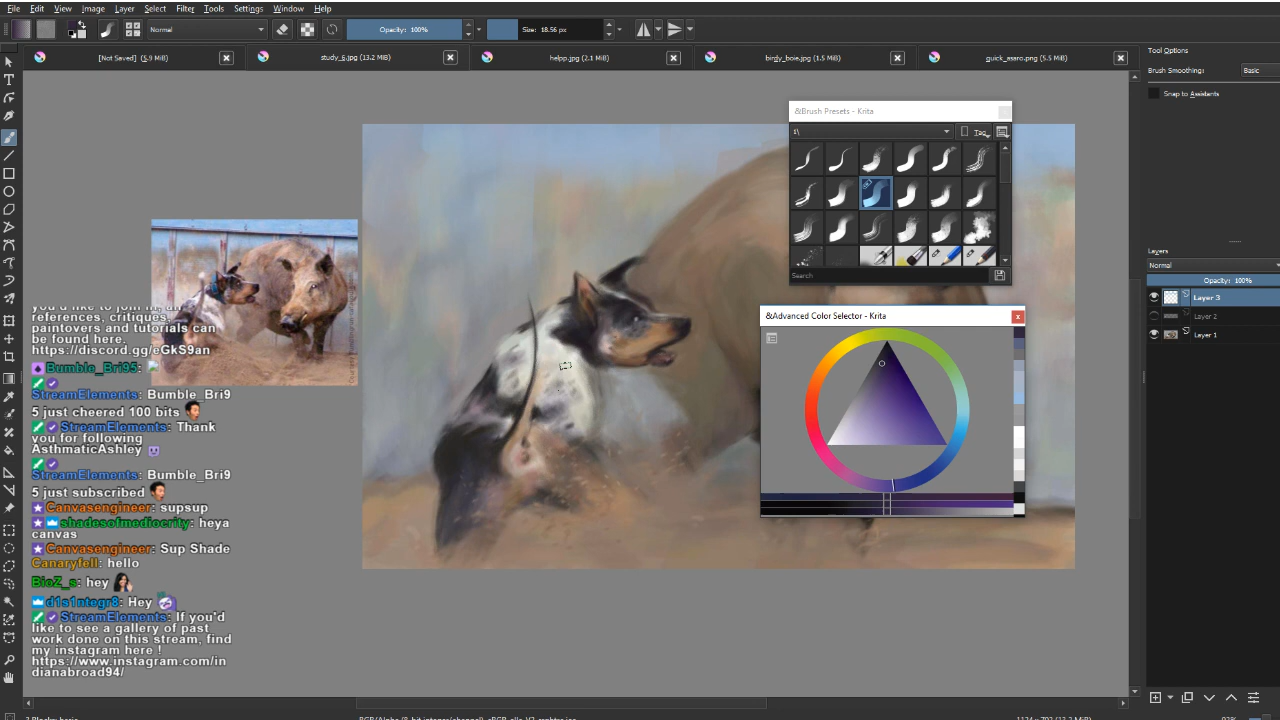 File Edit View Image Layer Select Filter Tools Settings Window Help
Normal
Opacity: 100%
Size: 18.56 px
[Not Saved] (5.9 MiB)
study_6.jpg (13.2 MiB)
helpp.jpg (2.1 MiB)
birdy_boie.jpg (1.5 MiB)
quick_asaro.png (5.5 MiB)
Tool Options
Brush Smoothing: Basic
Snap to Assistants
&Brush Presets - Krita
Tag
Search
&Advanced Color Selector - Krita
x
Layers
Normal
Opacity: 100%
Layer 3
Layer 2
Layer 1
you'd like to join in, an
references, critiques,
paintovers and tutorials can
be found here.
https://discord.gg/eGkS9an
Bumble_Bri95:
StreamElements: Bumble_Bri9
5 just cheered 100 bits
StreamElements: Thank
you for following
AsthmaticAshley
StreamElements: Bumble_Bri9
5 just subscribed
Canvasengineer: supsup
shadesofmediocrity: heya
canvas
Canvasengineer: Sup Shade
Canaryfell: hello
BioZ_s: hey
d1s1ntegr8: Hey
StreamElements: If you'd
like to see a gallery of past
work done on this stream, find
my instagram here !
https://www.instagram.com/in
dianabroad94/